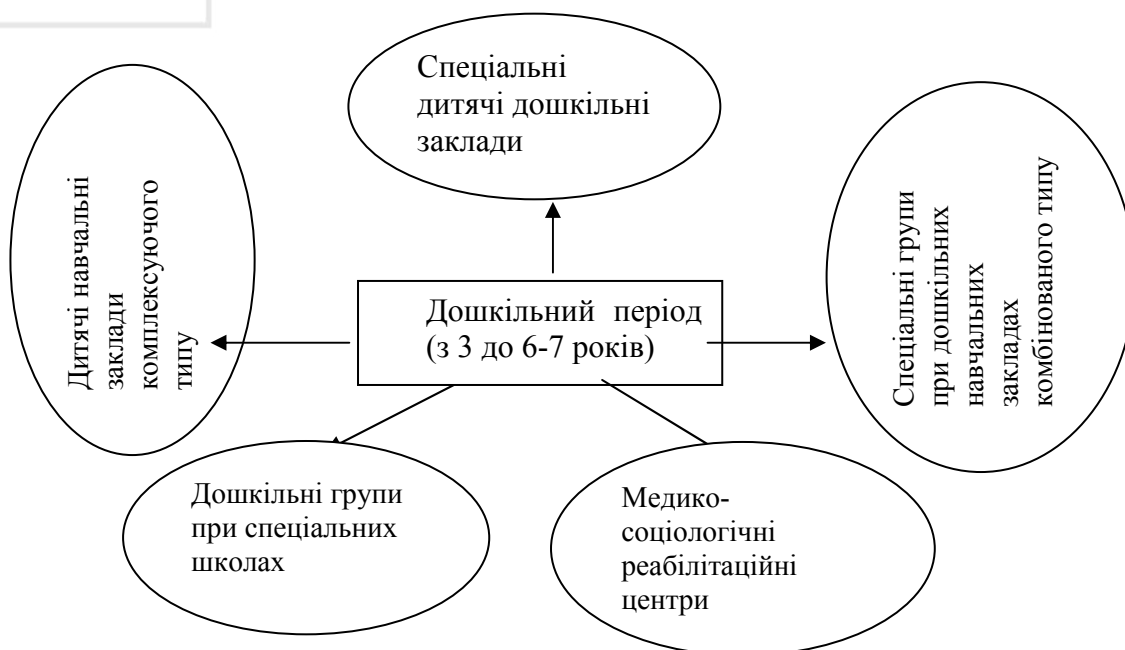 Спеціальні
дитячі дошкільні
заклади
Дитячі навчальні
заклади
комплексуючого
типу
Дошкільний період
(з 3 до 6-7 років)
Спеціальні групи
при дошкільних
навчальних
закладах
комбінованого типу
Дошкільні групи
при спеціальних
школах
Медико-
соціологічні
реабілітаційні
центри